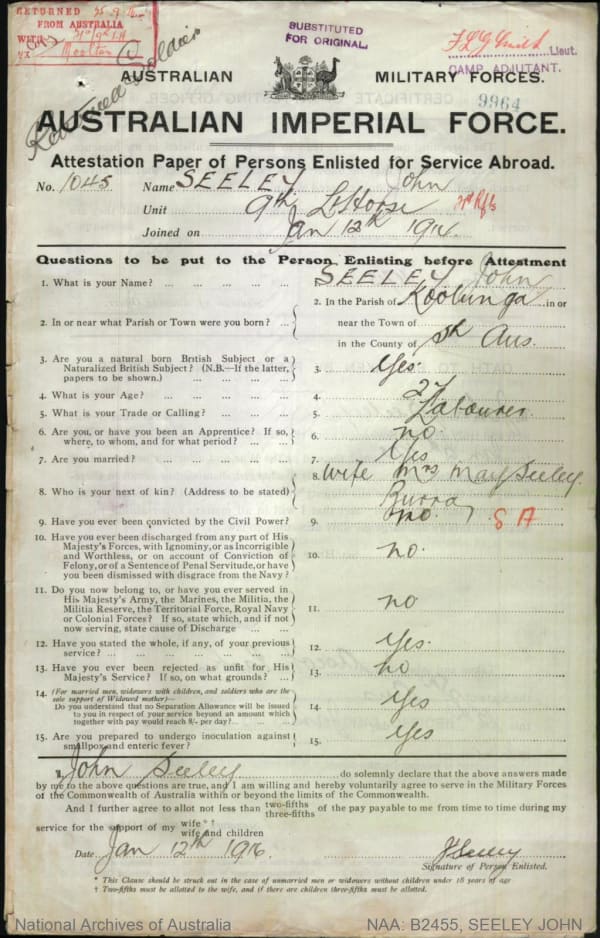 RETURNED
FROM AUSTRALIA
Moolton
Returned Soldier
SUBSTITUTED
FOR ORIGINAL.
Lieut.
CAMP ADJUTANT.
9964
AUSTRALIAN MILITARY FORCES.
AUSTRALIAN IMPERIAL FORCE.
Attestation Paper of Persons Enlisted for Service Abroad.
No. 1045 Name SEELEY John
Unit 9th L Horse Rfts
Joined on Jan 12th 1916.
Questions to be put to the Person Enlisting before Attestment
1. What is your Name? SEELEY John
2. In or near what Parish or Town were you born? 2. In the Parish of Koolunga in or
near the Town of
in the County of Sh Aus.
3. Are you a natural born British Subject or a
Naturalized British Subject? (N.B.—If the latter,
papers to be shown.) 3. Yes.
4. What is your Age? 4. 27
5. What is your Trade or Calling? 5. Labourer
6. Are you, or have you been an Apprentice? If so,
where, to whom, and for what period? 6. no.
7. Are you married? 7. Yes
8. Who is your next of kin? (Address to be stated) 8. Wife Mrs Mary Seeley.
Burra
9. Have you ever been convicted by the Civil Power? 9. no. S A
10. Have you ever been discharged from any part of His
Majesty's Forces, with Ignominy, or as Incorrigible
and Worthless, or on account of Conviction of
Felony, or of a Sentence of Penal Servitude, or have
you been dismissed with disgrace from the Navy? 10. no.
11. Do you now belong to, or have you ever served in
His Majesty's Army, the Marines, the Militia, the
Militia Reserve, the Territorial Force, Royal Navy
or Colonial Forces? If so, state which, and if not
now serving, state cause of Discharge 11. no
12. Have you stated the whole, if any, of your previous
service? 12. Yes.
13. Have you ever been rejected as unfit for His
Majesty's Service? If so, on what grounds? 13. no
14. (For married men, widowers with children, and soldiers who are the
sole support of Widowed mother)—
Do you understand that no Separation Allowance will be issued
to you in respect of your service beyond an amount which
together with pay would reach 8/- per day? 14. Yes
15. Are you prepared to undergo inoculation against
smallpox and enteric fever? 15. Yes
I, John Seeley do solemnly declare that the above answers made
by me to the above questions are true, and I am willing and hereby voluntarily agree to serve in the Military Forces
of the Commonwealth of Australia within or beyond the limits of the Commonwealth.
And I further agree to allot not less than two-fifths three-fifths of the pay payable to me from time to time during my
service for the support of my wife *† wife and children
Date Jan 12th 1916 J Seeley
Signature of Person Enlisted.
* This Clause should be struck out in the case of unmarried men or widowers without children under 18 years of age
† Two-fifths must be allotted to the wife, and if there are children three-fifths must be allotted.
National Archives of Australia NAA: B2455, SEELEY JOHN